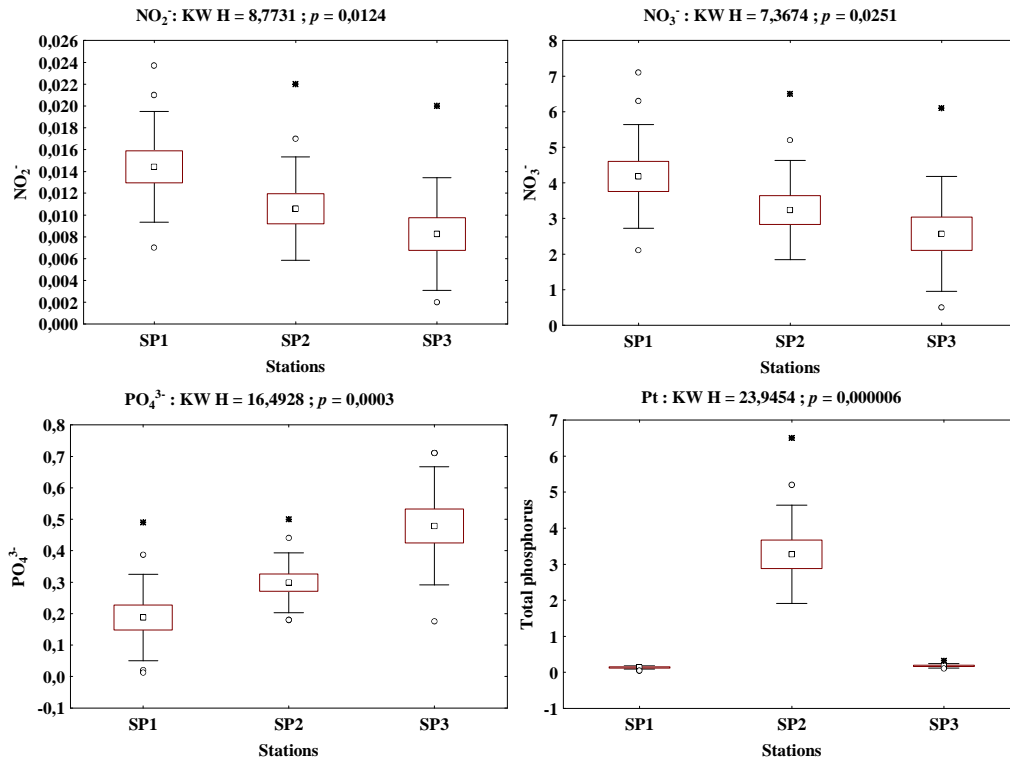 NO₂⁻: KW H = 8,7731 ; p = 0,0124
0,026
0,024
0,022
0,020
0,018
0,016
0,014
0,012
0,010
0,008
0,006
0,004
0,002
0,000
NO₂⁻
SP1 SP2 SP3
Stations
NO₃⁻ : KW H = 7,3674 ; p = 0,0251
8
7
6
5
4
3
2
1
0
NO₃⁻
SP1 SP2 SP3
Stations
PO₄³⁻ : KW H = 16,4928 ; p = 0,0003
0,8
0,7
0,6
0,5
0,4
0,3
0,2
0,1
0,0
-0,1
PO₄³⁻
SP1 SP2 SP3
Stations
Pt : KW H = 23,9454 ; p = 0,000006
7
6
5
4
3
2
1
0
-1
Total phosphorus
SP1 SP2 SP3
Stations